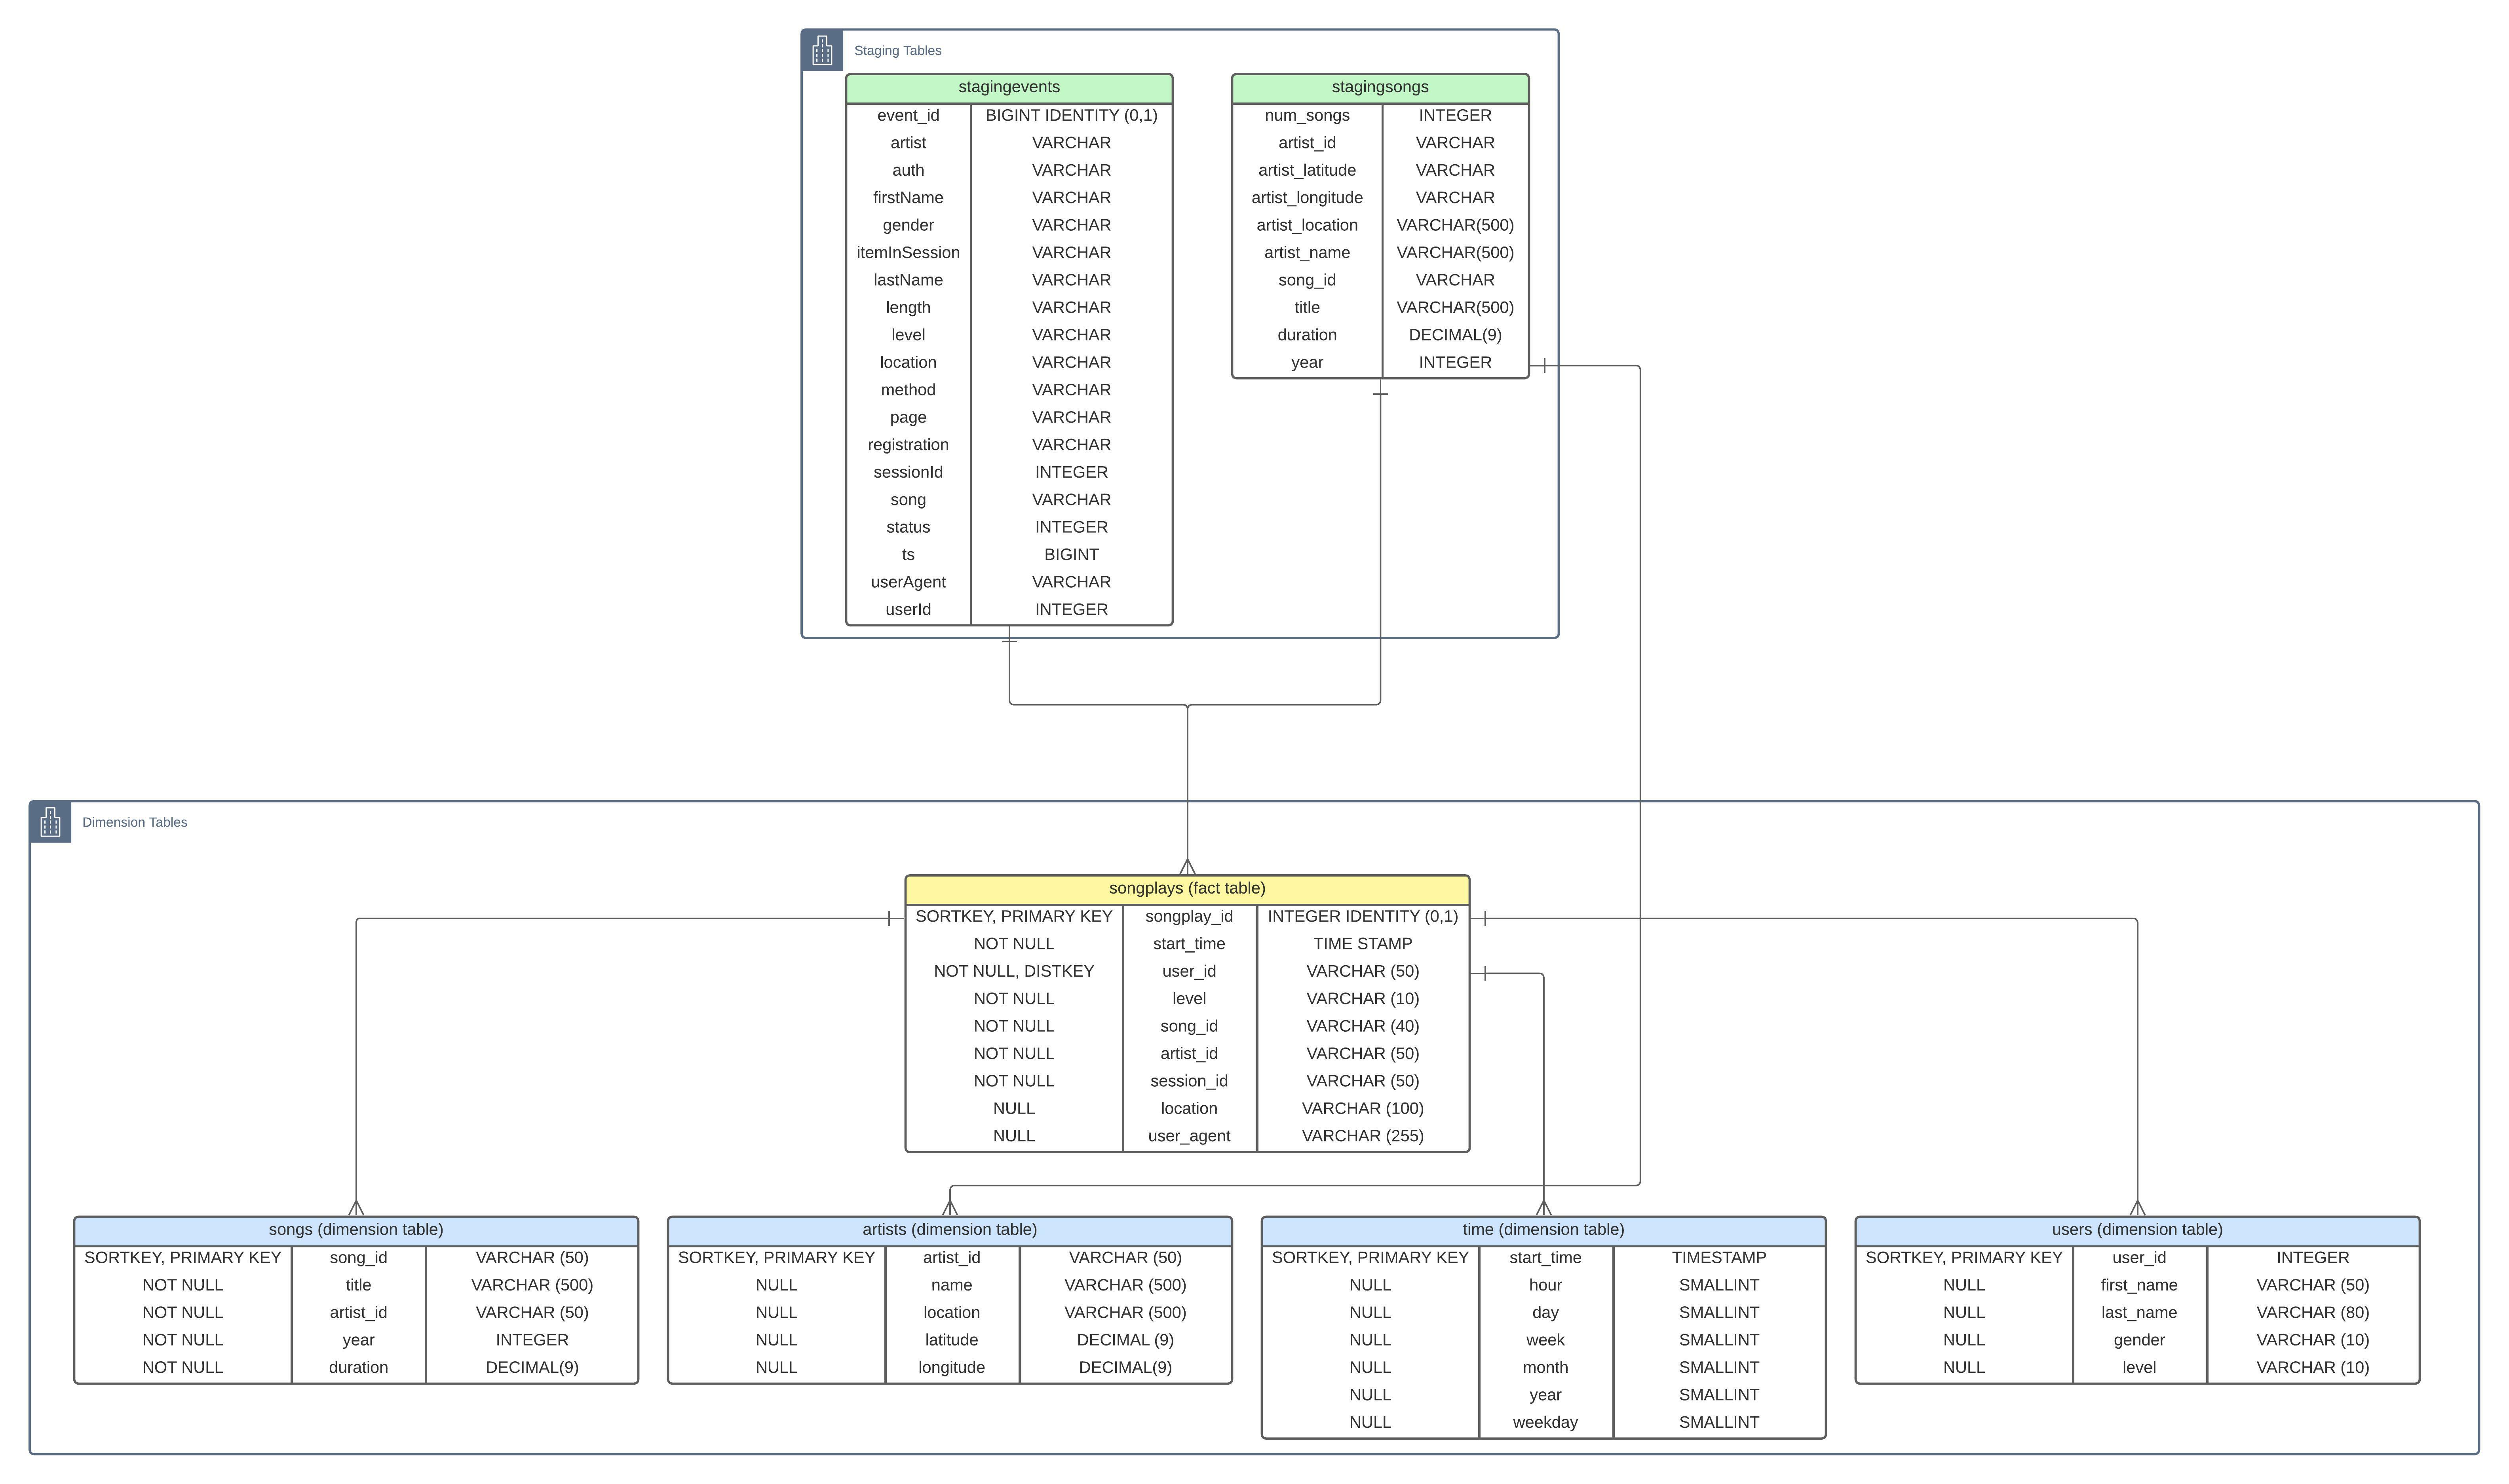 Staging Tables
stagingevents
event_id BIGINT IDENTITY (0,1)
artist VARCHAR
auth VARCHAR
firstName VARCHAR
gender VARCHAR
itemInSession VARCHAR
lastName VARCHAR
length VARCHAR
level VARCHAR
location VARCHAR
method VARCHAR
page VARCHAR
registration VARCHAR
sessionId INTEGER
song VARCHAR
status INTEGER
ts BIGINT
userAgent VARCHAR
userId INTEGER
stagingsongs
num_songs INTEGER
artist_id VARCHAR
artist_latitude VARCHAR
artist_longitude VARCHAR
artist_location VARCHAR(500)
artist_name VARCHAR(500)
song_id VARCHAR
title VARCHAR(500)
duration DECIMAL(9)
year INTEGER
Dimension Tables
songplays (fact table)
SORTKEY, PRIMARY KEY songplay_id INTEGER IDENTITY (0,1)
NOT NULL start_time TIME STAMP
NOT NULL, DISTKEY user_id VARCHAR (50)
NOT NULL level VARCHAR (10)
NOT NULL song_id VARCHAR (40)
NOT NULL artist_id VARCHAR (50)
NOT NULL session_id VARCHAR (50)
NULL location VARCHAR (100)
NULL user_agent VARCHAR (255)
songs (dimension table)
SORTKEY, PRIMARY KEY song_id VARCHAR (50)
NOT NULL title VARCHAR (500)
NOT NULL artist_id VARCHAR (50)
NOT NULL year INTEGER
NOT NULL duration DECIMAL(9)
artists (dimension table)
SORTKEY, PRIMARY KEY artist_id VARCHAR (50)
NULL name VARCHAR (500)
NULL location VARCHAR (500)
NULL latitude DECIMAL (9)
NULL longitude DECIMAL(9)
time (dimension table)
SORTKEY, PRIMARY KEY start_time TIMESTAMP
NULL hour SMALLINT
NULL day SMALLINT
NULL week SMALLINT
NULL month SMALLINT
NULL year SMALLINT
NULL weekday SMALLINT
users (dimension table)
SORTKEY, PRIMARY KEY user_id INTEGER
NULL first_name VARCHAR (50)
NULL last_name VARCHAR (80)
NULL gender VARCHAR (10)
NULL level VARCHAR (10)